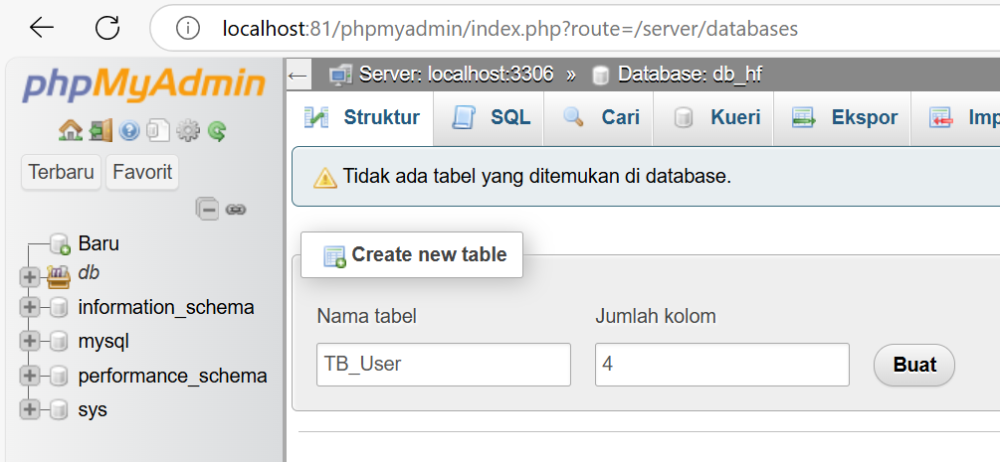 localhost:81/phpmyadmin/index.php?route=/server/databases
phpMyAdmin
Terbaru Favorit
Baru
db
information_schema
mysql
performance_schema
sys
Server: localhost:3306 » Database: db_hf
Struktur SQL Cari Kueri Ekspor Imp
Tidak ada tabel yang ditemukan di database.
Create new table
Nama tabel Jumlah kolom
TB_User 4 Buat